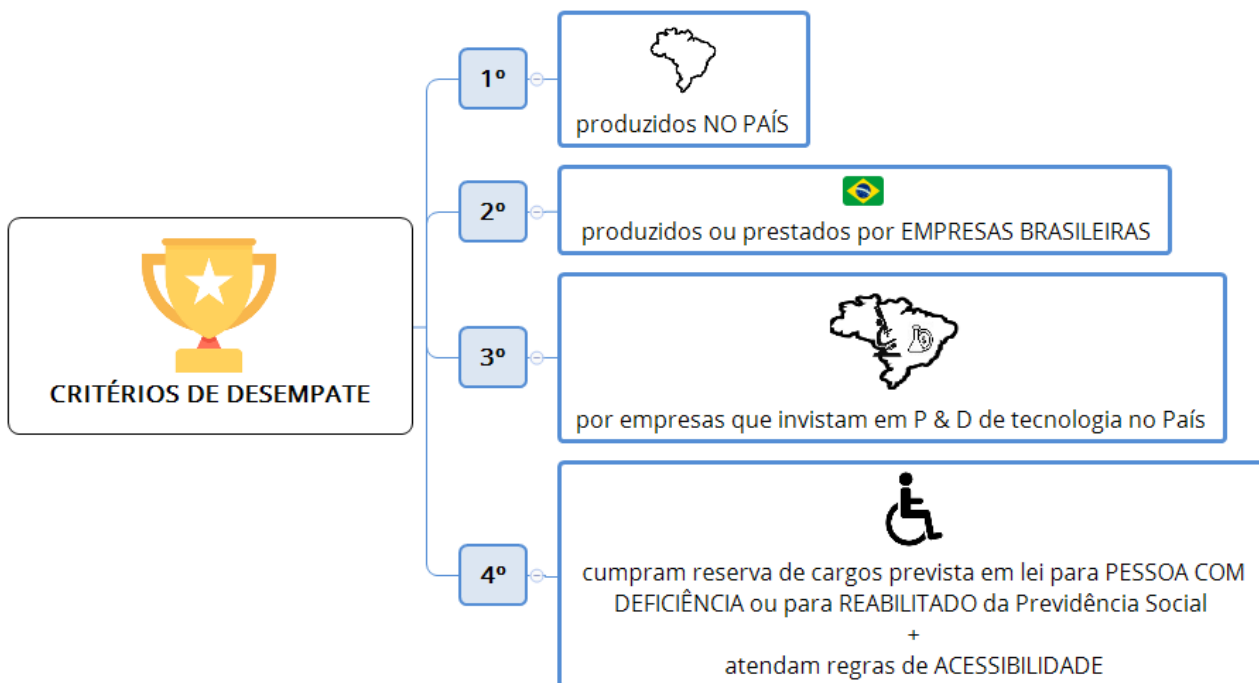 CRITÉRIOS DE DESEMPATE
1º
produzidos NO PAÍS
2º
produzidos ou prestados por EMPRESAS BRASILEIRAS
3º
por empresas que invistam em P & D de tecnologia no País
4º
cumpram reserva de cargos prevista em lei para PESSOA COM
DEFICIÊNCIA ou para REABILITADO da Previdência Social
+
atendam regras de ACESSIBILIDADE